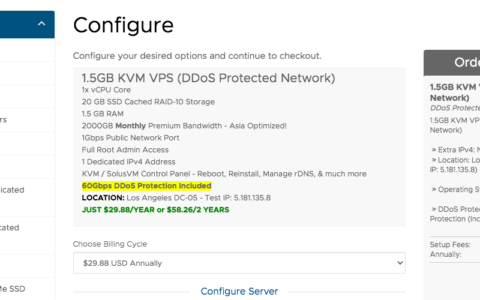 Configure
Configure your desired options and continue to checkout.
1.5GB KVM VPS (DDoS Protected Network)
1x vCPU Core
20 GB SSD Cached RAID-10 Storage
1.5 GB RAM
2000GB Monthly Premium Bandwidth - Asia Optimized!
1Gbps Public Network Port
Full Root Admin Access
1 Dedicated IPv4 Address
KVM / SolusVM Control Panel - Reboot, Reinstall, Manage rDNS, & much more
60Gbps DDoS Protection Included
LOCATION: Los Angeles DC-05 - Test IP: 5.181.135.8
JUST $29.88/YEAR or $58.26/2 YEARS
Choose Billing Cycle
$29.88 USD Annually
Configure Server
rs
icated
cated
Me SSD
Orde
1.5GB KVM V
Network)
DDoS Protecte
1.5GB KVM VPS
Network)
» Extra IPv4: N
» Location: Lo
IP: 5.181.135.8)
» Operating S
» DDoS Prote
Protection (Inc
Setup Fees:
Annually: